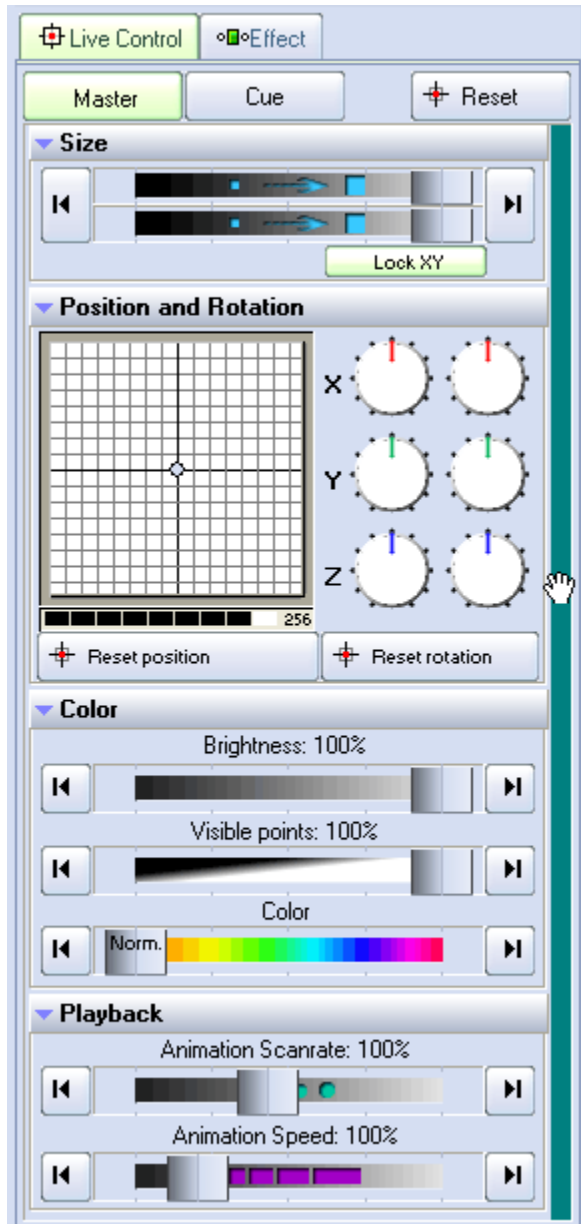 Live Control Effect
Master Cue Reset
Size
Lock XY
Position and Rotation
X
Y
Z
256
Reset position Reset rotation
Color
Brightness: 100%
Visible points: 100%
Color
Norm.
Playback
Animation Scanrate: 100%
Animation Speed: 100%